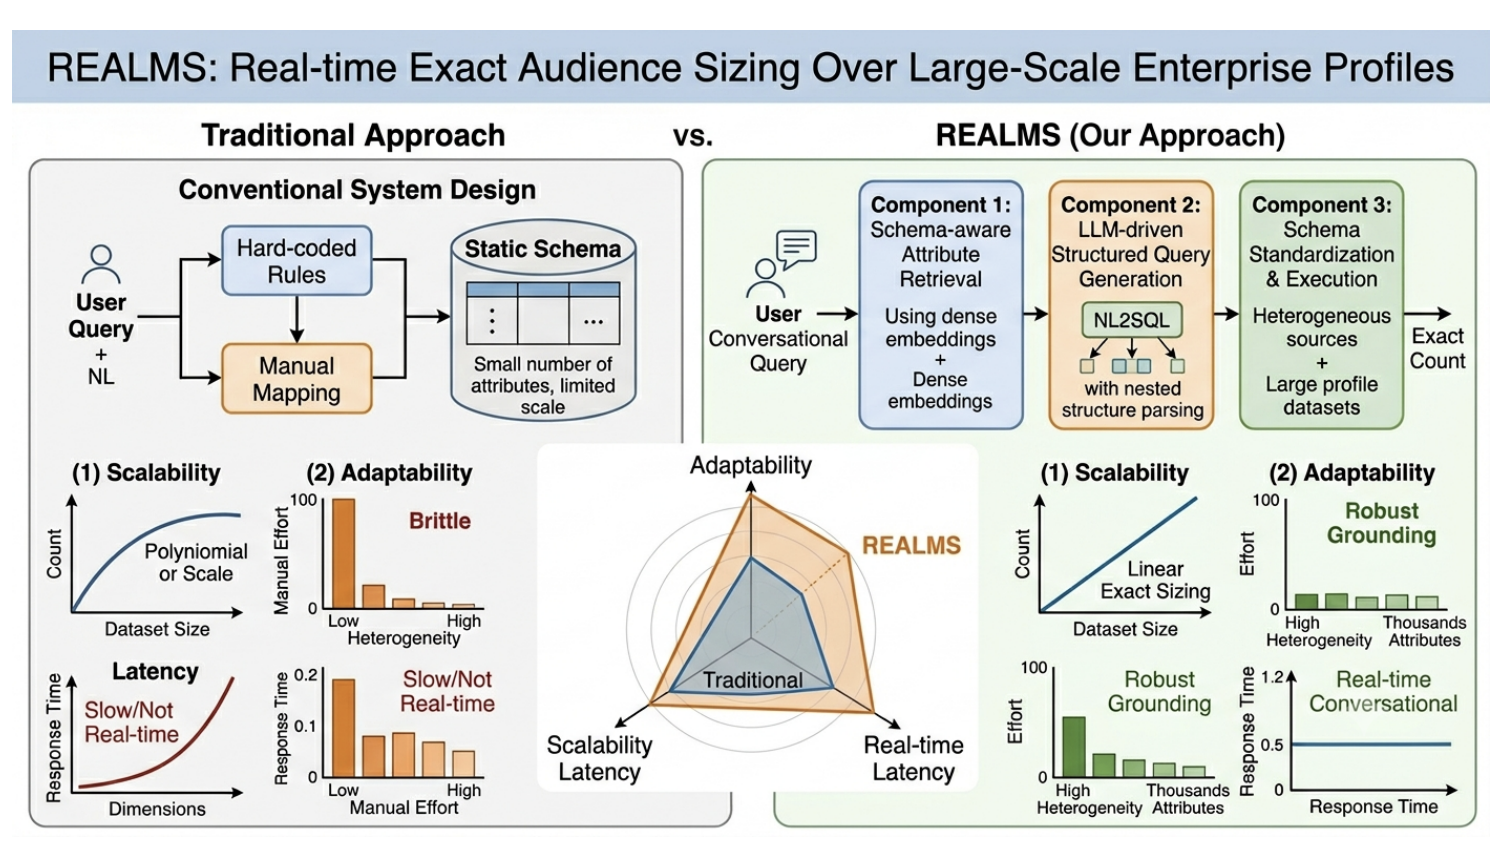 REALMS: Real-time Exact Audience Sizing Over Large-Scale Enterprise Profiles
Traditional Approach
vs.
REALMS (Our Approach)
Conventional System Design
User
Query
+
NL
Hard-coded
Rules
Manual
Mapping
Static Schema
⋮
...
Small number of
attributes, limited
scale
User
Conversational
Query
Component 1:
Schema-aware
Attribute
Retrieval
Using dense
embeddings
+
Dense
embeddings
Component 2:
LLM-driven
Structured Query
Generation
NL2SQL
with nested
structure parsing
Component 3:
Schema
Standardization
& Execution
Heterogeneous
sources
+
Large profile
datasets
Exact
Count
(1) Scalability
Count
Polyniomial
or Scale
Dataset Size
(2) Adaptability
Manual Effort
100
0
Brittle
Low
High
Heterogeneity
Latency
Response Time
Slow/Not
Real-time
Dimensions
Response Time
0.2
0.1
0
Slow/Not
Real-time
Low
High
Manual Effort
Adaptability
REALMS
Traditional
Scalability
Latency
Real-time
Latency
(1) Scalability
Count
Linear
Exact Sizing
Dataset Size
(2) Adaptability
Effort
100
0
Robust
Grounding
High
Heterogeneity
Thousands
Attributes
Effort
100
0
Robust
Grounding
High
Heterogeneity
Thousands
Attributes
Response Time
1.2
0.5
0
Real-time
Conversational
Response Time